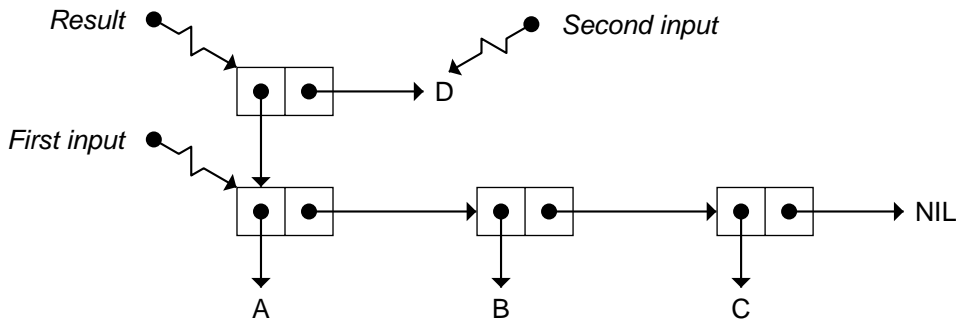 Result
Second input
D
First input
NIL
A
B
C